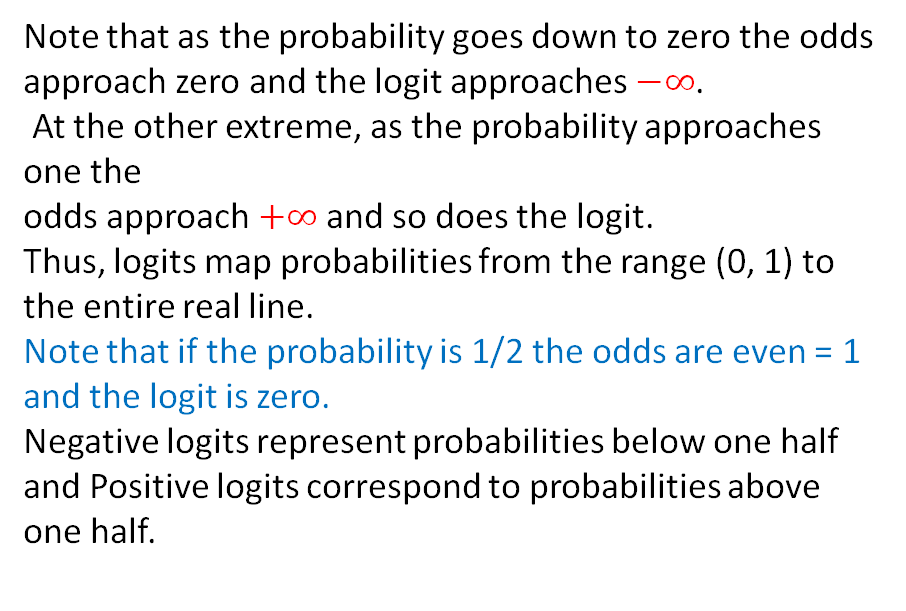 Note that as the probability goes down to zero the odds
approach zero and the logit approaches −∞.
At the other extreme, as the probability approaches
one the
odds approach +∞ and so does the logit.
Thus, logits map probabilities from the range (0, 1) to
the entire real line.
Note that if the probability is 1/2 the odds are even = 1
and the logit is zero.
Negative logits represent probabilities below one half
and Positive logits correspond to probabilities above
one half.